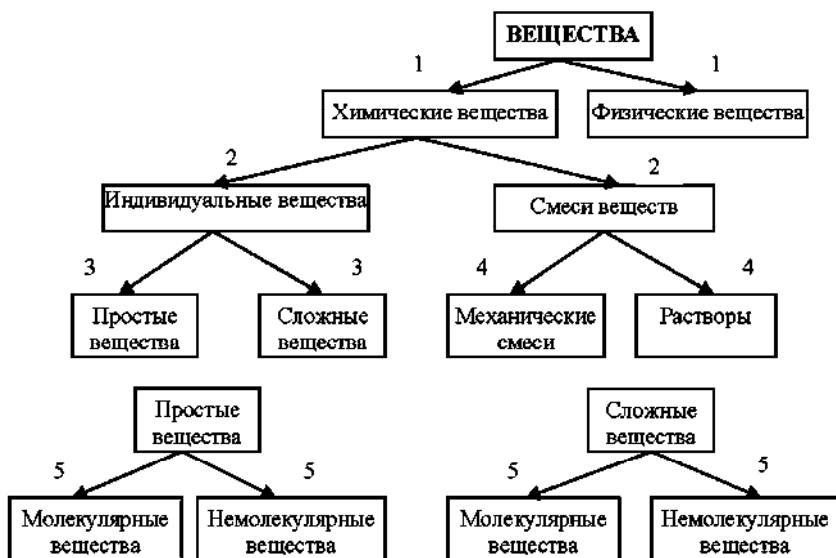 ВЕЩЕСТВА
1 1
Химические вещества Физические вещества
2 2
Индивидуальные вещества Смеси веществ
3 3 4 4
Простые вещества
Сложные вещества
Механические смеси
Растворы
Простые вещества
Сложные вещества
5 5 5 5
Молекулярные вещества
Немолекулярные вещества
Молекулярные вещества
Немолекулярные вещества